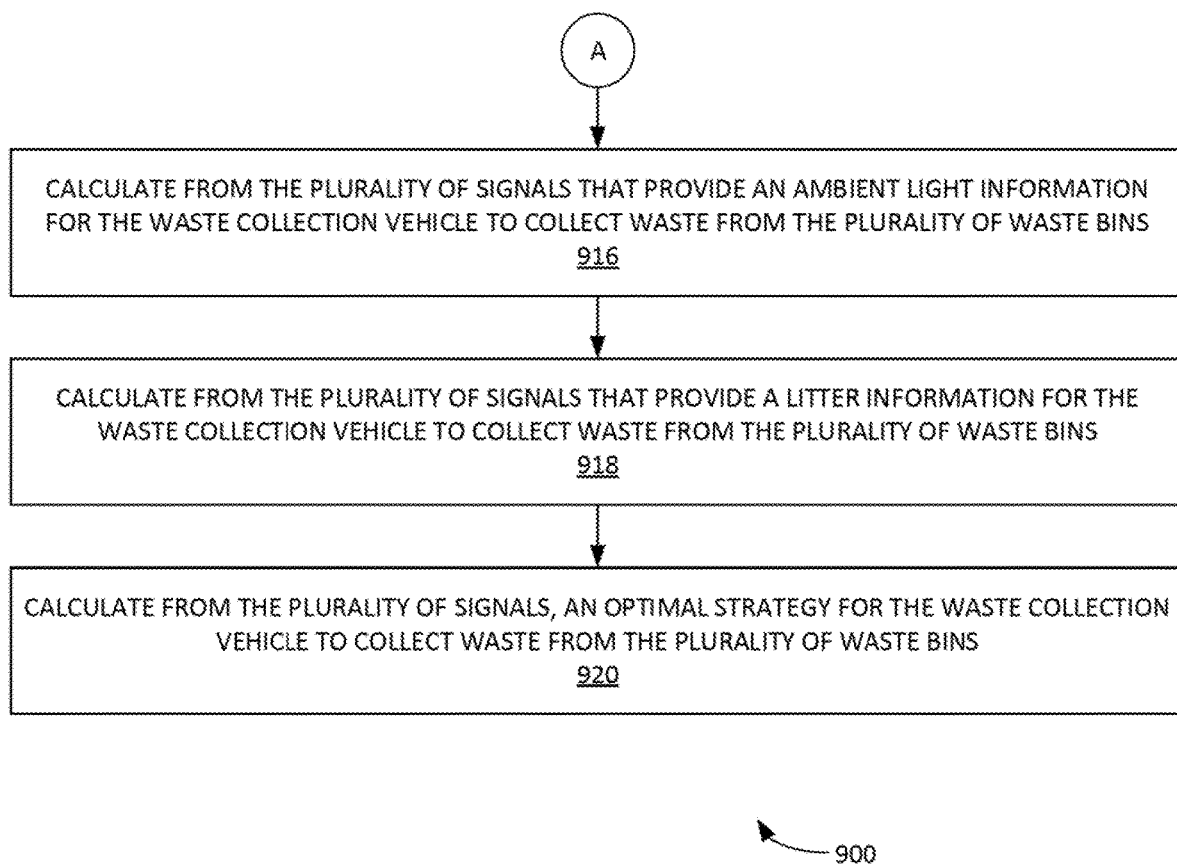 A
CALCULATE FROM THE PLURALITY OF SIGNALS THAT PROVIDE AN AMBIENT LIGHT INFORMATION
FOR THE WASTE COLLECTION VEHICLE TO COLLECT WASTE FROM THE PLURALITY OF WASTE BINS
916
CALCULATE FROM THE PLURALITY OF SIGNALS THAT PROVIDE A LITTER INFORMATION FOR THE
WASTE COLLECTION VEHICLE TO COLLECT WASTE FROM THE PLURALITY OF WASTE BINS
918
CALCULATE FROM THE PLURALITY OF SIGNALS, AN OPTIMAL STRATEGY FOR THE WASTE COLLECTION
VEHICLE TO COLLECT WASTE FROM THE PLURALITY OF WASTE BINS
920
900